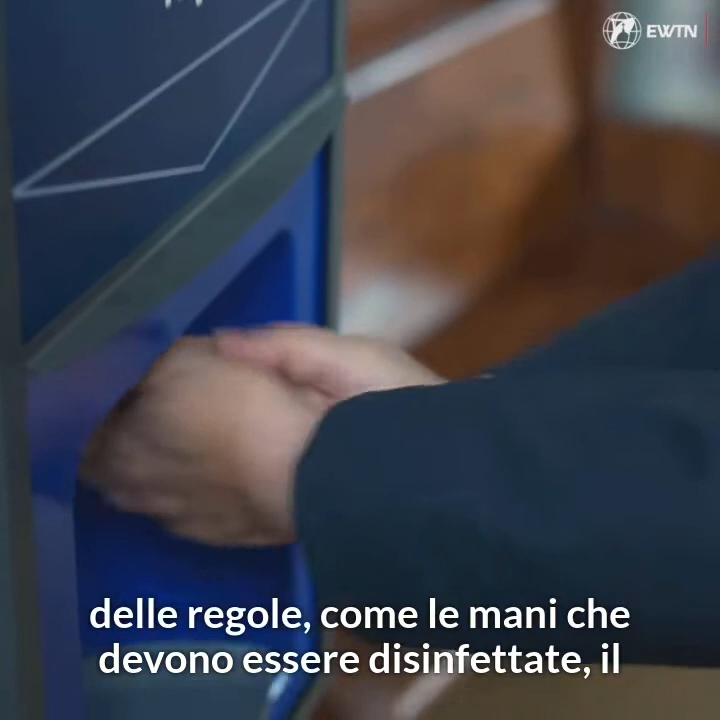 EWTN
delle regole, come le mani che
devono essere disinfettate, il